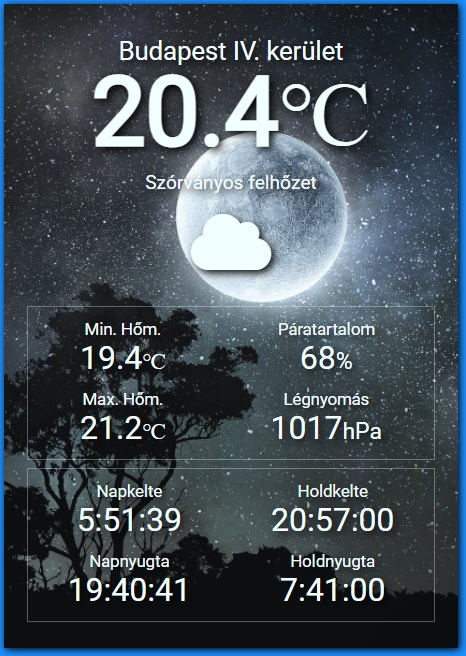 Budapest IV. kerület
20.4°C
Szórványos felhőzet
Min. Hőm. Páratartalom
19.4°C 68%
Max. Hőm. Légnyomás
21.2°C 1017hPa
Napkelte Holdkelte
5:51:39 20:57:00
Napnyugta Holdnyugta
19:40:41 7:41:00